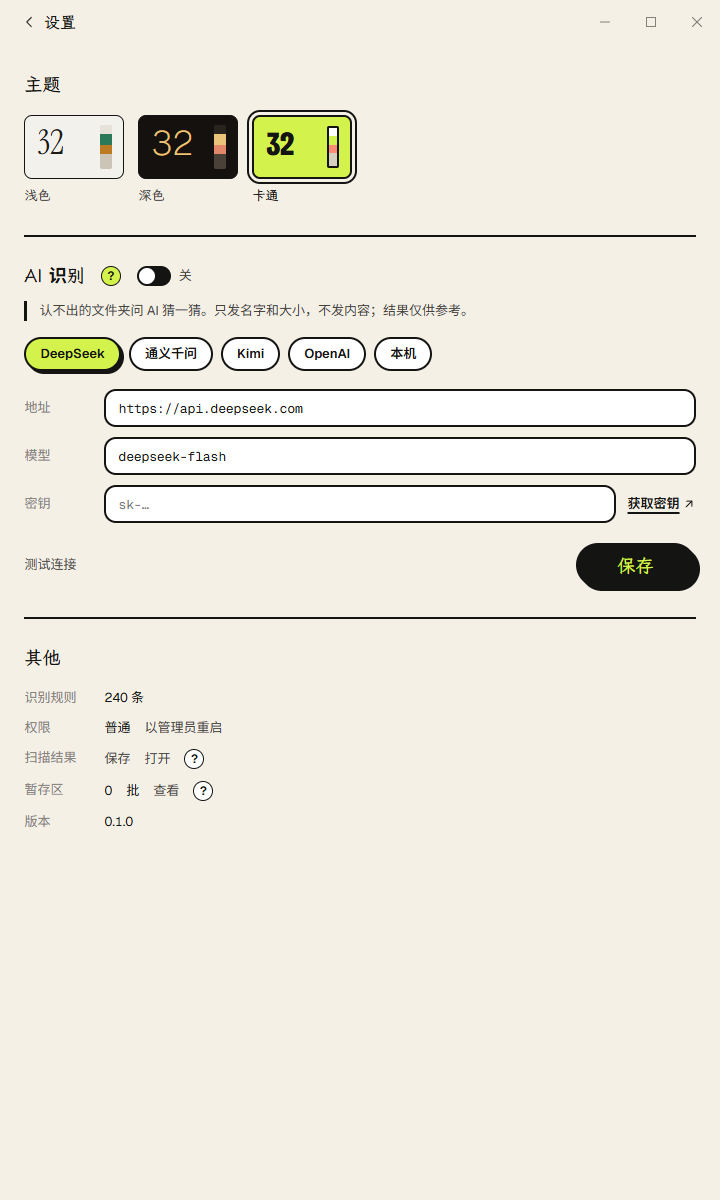 设置
主题
32 32 32
浅色 深色 卡通
AI 识别 ? 关
认不出的文件夹问 AI 猜一猜。只发名字和大小，不发内容；结果仅供参考。
DeepSeek 通义千问 Kimi OpenAI 本机
地址 https://api.deepseek.com
模型 deepseek-flash
密钥 sk-… 获取密钥
测试连接 保存
其他
识别规则 240 条
权限 普通 以管理员重启
扫描结果 保存 打开 ?
暂存区 0 批 查看 ?
版本 0.1.0